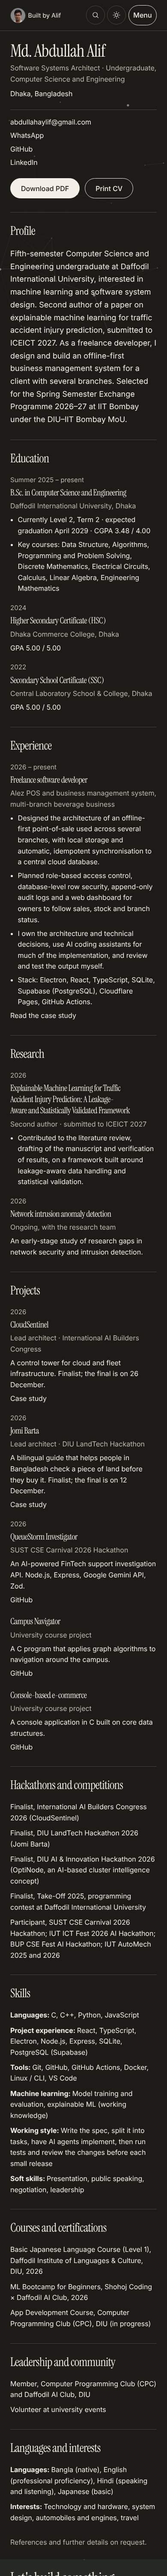 Built by Alif
Menu
Md. Abdullah Alif
Software Systems Architect · Undergraduate,
Computer Science and Engineering
Dhaka, Bangladesh
abdullahaylif@gmail.com
WhatsApp
GitHub
LinkedIn
Download PDF
Print CV
Profile
Fifth-semester Computer Science and
Engineering undergraduate at Daffodil
International University, interested in
machine learning and software system
design. Second author of a paper on
explainable machine learning for traffic
accident injury prediction, submitted to
ICEICT 2027. As a freelance developer, I
design and build an offline-first
business management system for a
client with several branches. Selected
for the Spring Semester Exchange
Programme 2026–27 at IIT Bombay
under the DIU–IIT Bombay MoU.
Education
Summer 2025 – present
B.Sc. in Computer Science and Engineering
Daffodil International University, Dhaka
• Currently Level 2, Term 2 · expected
graduation April 2029 · CGPA 3.48 / 4.00
• Key courses: Data Structure, Algorithms,
Programming and Problem Solving,
Discrete Mathematics, Electrical Circuits,
Calculus, Linear Algebra, Engineering
Mathematics
2024
Higher Secondary Certificate (HSC)
Dhaka Commerce College, Dhaka
GPA 5.00 / 5.00
2022
Secondary School Certificate (SSC)
Central Laboratory School & College, Dhaka
GPA 5.00 / 5.00
Experience
2026 – present
Freelance software developer
Alez POS and business management system,
multi-branch beverage business
• Designed the architecture of an offline-
first point-of-sale used across several
branches, with local storage and
automatic, idempotent synchronisation to
a central cloud database.
• Planned role-based access control,
database-level row security, append-only
audit logs and a web dashboard for
owners to follow sales, stock and branch
status.
• I own the architecture and technical
decisions, use AI coding assistants for
much of the implementation, and review
and test the output myself.
• Stack: Electron, React, TypeScript, SQLite,
Supabase (PostgreSQL), Cloudflare
Pages, GitHub Actions.
Read the case study
Research
2026
Explainable Machine Learning for Traffic
Accident Injury Prediction: A Leakage-
Aware and Statistically Validated Framework
Second author · submitted to ICEICT 2027
• Contributed to the literature review,
drafting of the manuscript and verification
of results, on a framework built around
leakage-aware data handling and
statistical validation.
2026
Network intrusion anomaly detection
Ongoing, with the research team
An early-stage study of research gaps in
network security and intrusion detection.
Projects
2026
CloudSentinel
Lead architect · International AI Builders
Congress
A control tower for cloud and fleet
infrastructure. Finalist; the final is on 26
December.
Case study
2026
Jomi Barta
Lead architect · DIU LandTech Hackathon
A bilingual guide that helps people in
Bangladesh check a piece of land before
they buy it. Finalist; the final is on 12
December.
Case study
2026
QueueStorm Investigator
SUST CSE Carnival 2026 Hackathon
An AI-powered FinTech support investigation
API. Node.js, Express, Google Gemini API,
Zod.
GitHub
Campus Navigator
University course project
A C program that applies graph algorithms to
navigation around the campus.
GitHub
Console-based e-commerce
University course project
A console application in C built on core data
structures.
GitHub
Hackathons and competitions
Finalist, International AI Builders Congress
2026 (CloudSentinel)
Finalist, DIU LandTech Hackathon 2026
(Jomi Barta)
Finalist, DIU AI & Innovation Hackathon 2026
(OptiNode, an AI-based cluster intelligence
concept)
Finalist, Take-Off 2025, programming
contest at Daffodil International University
Participant, SUST CSE Carnival 2026
Hackathon; IUT ICT Fest 2026 AI Hackathon;
BUP CSE Fest AI Hackathon; IUT AutoMech
2025 and 2026
Skills
Languages: C, C++, Python, JavaScript
Project experience: React, TypeScript,
Electron, Node.js, Express, SQLite,
PostgreSQL (Supabase)
Tools: Git, GitHub, GitHub Actions, Docker,
Linux / CLI, VS Code
Machine learning: Model training and
evaluation, explainable ML (working
knowledge)
Working style: Write the spec, split it into
tasks, have AI agents implement, then run
tests and review the changes before each
small release
Soft skills: Presentation, public speaking,
negotiation, leadership
Courses and certifications
Basic Japanese Language Course (Level 1),
Daffodil Institute of Languages & Culture,
DIU, 2026
ML Bootcamp for Beginners, Shohoj Coding
× Daffodil AI Club, 2026
App Development Course, Computer
Programming Club (CPC), DIU (in progress)
Leadership and community
Member, Computer Programming Club (CPC)
and Daffodil AI Club, DIU
Volunteer at university events
Languages and interests
Languages: Bangla (native), English
(professional proficiency), Hindi (speaking
and listening), Japanese (basic)
Interests: Technology and hardware, system
design, automobiles and engines, travel
References and further details on request.